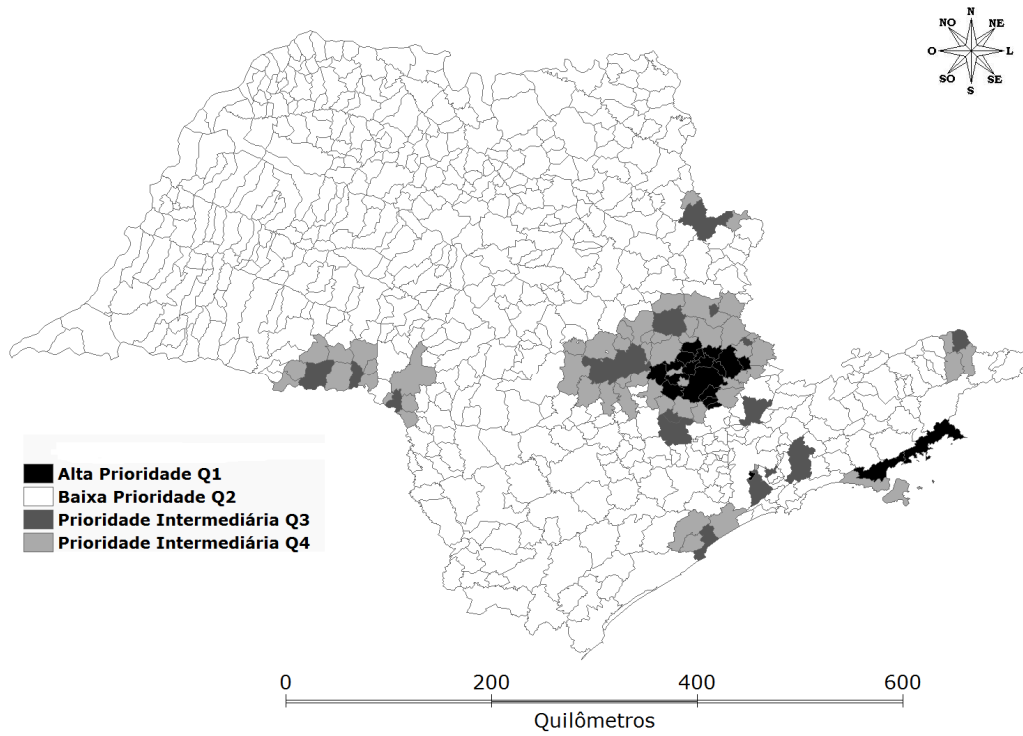 N
NO NE
O L
SO SE
S
Alta Prioridade Q1
Baixa Prioridade Q2
Prioridade Intermediária Q3
Prioridade Intermediária Q4
0 200 400 600
Quilômetros